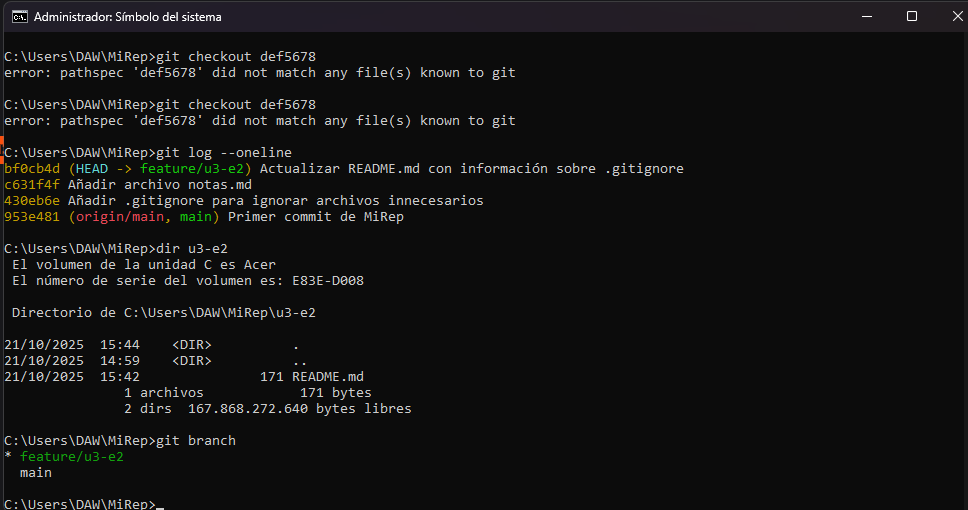 Administrador: Símbolo del sistema
C:\Users\DAW\MiRep>git checkout def5678
error: pathspec 'def5678' did not match any file(s) known to git
C:\Users\DAW\MiRep>git checkout def5678
error: pathspec 'def5678' did not match any file(s) known to git
C:\Users\DAW\MiRep>git log --oneline
bf0cb4d (HEAD -> feature/u3-e2) Actualizar README.md con información sobre .gitignore
c631f4f Añadir archivo notas.md
430eb6e Añadir .gitignore para ignorar archivos innecesarios
953e481 (origin/main, main) Primer commit de MiRep
C:\Users\DAW\MiRep>dir u3-e2
 El volumen de la unidad C es Acer
 El número de serie del volumen es: E83E-D008
 Directorio de C:\Users\DAW\MiRep\u3-e2
21/10/2025  15:44    <DIR>          .
21/10/2025  14:59    <DIR>          ..
21/10/2025  15:42               171 README.md
               1 archivos            171 bytes
               2 dirs  167.868.272.640 bytes libres
C:\Users\DAW\MiRep>git branch
* feature/u3-e2
  main
C:\Users\DAW\MiRep>_